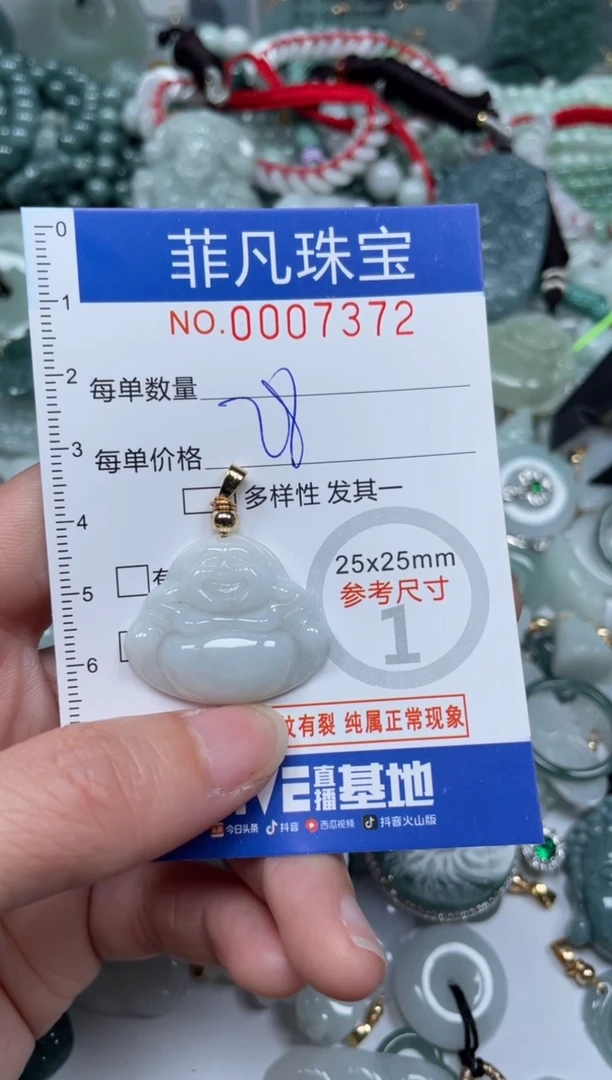 0
菲凡珠宝
1
NO.0007372
2
每单数量
3
每单价格
多样性 发其一
4
25x25mm
5
有
参考尺寸
1
6
纹有裂 纯属正常现象
VE直播基地
今日头条 抖音 西瓜视频 抖音火山版